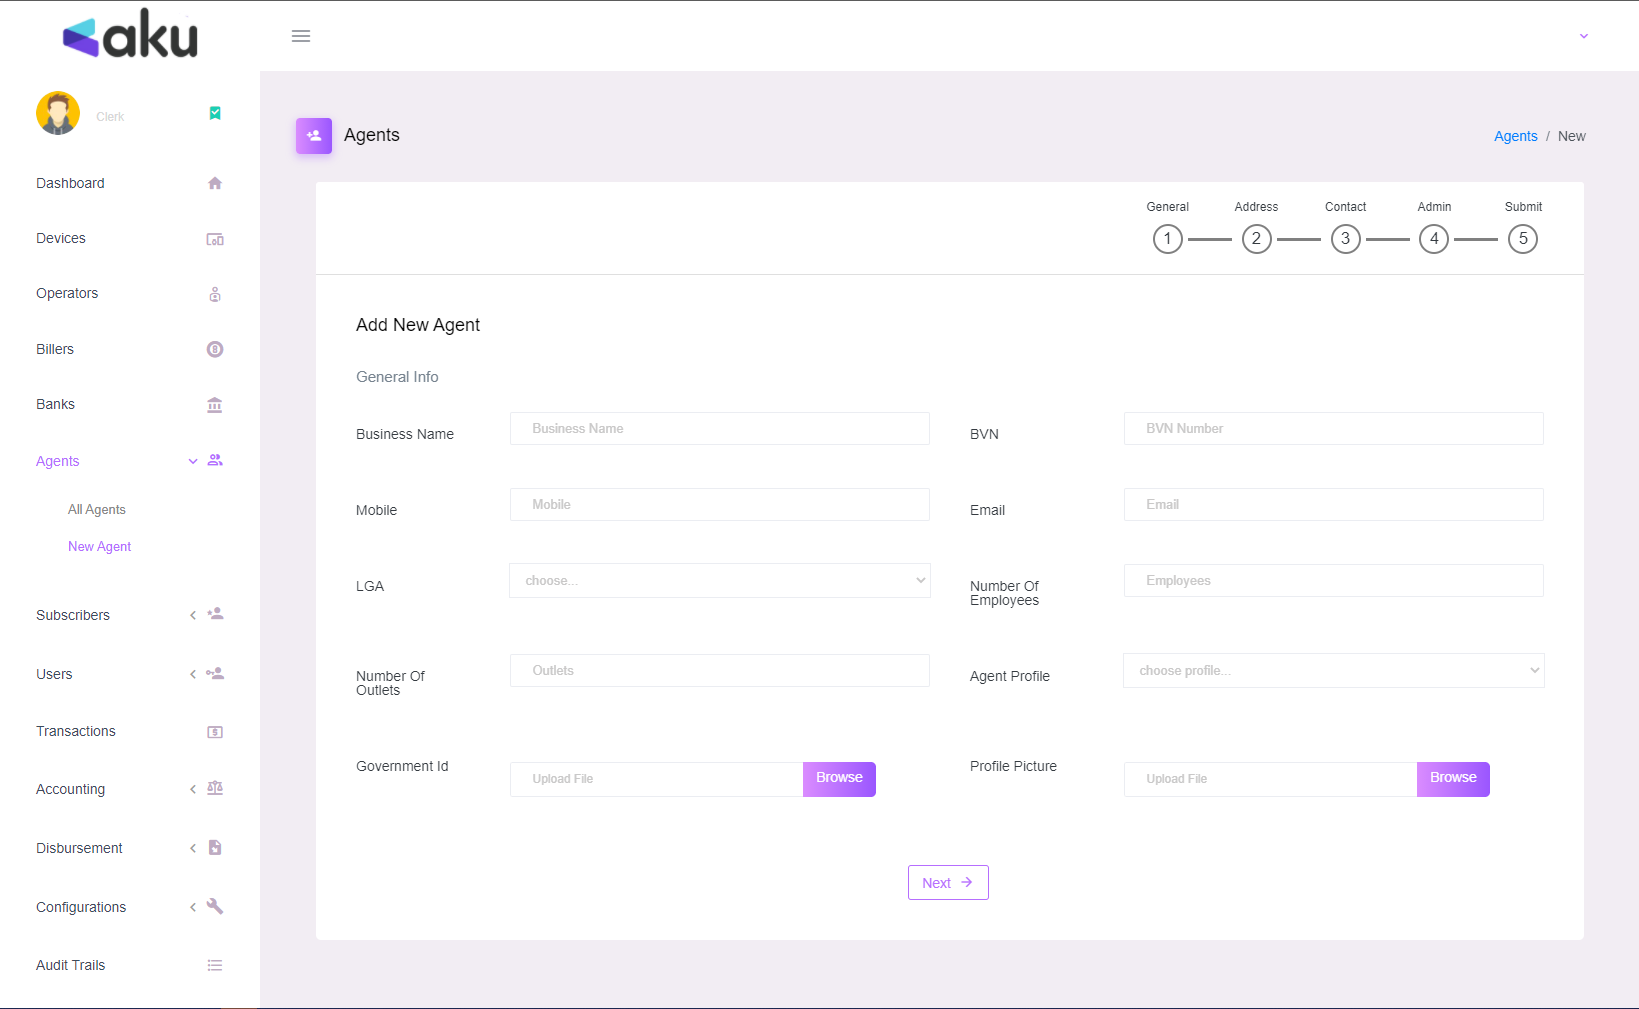 aku
Clerk
Dashboard
Devices
Operators
Billers
Banks
Agents
All Agents
New Agent
Subscribers
Users
Transactions
Accounting
Disbursement
Configurations
Audit Trails
Agents
Agents / New
General
Address
Contact
Admin
Submit
1
2
3
4
5
Add New Agent
General Info
Business Name
Business Name
BVN
BVN Number
Mobile
Mobile
Email
Email
LGA
choose...
Number Of
Employees
Employees
Number Of
Outlets
Outlets
Agent Profile
choose profile...
Government Id
Upload File
Browse
Profile Picture
Upload File
Browse
Next